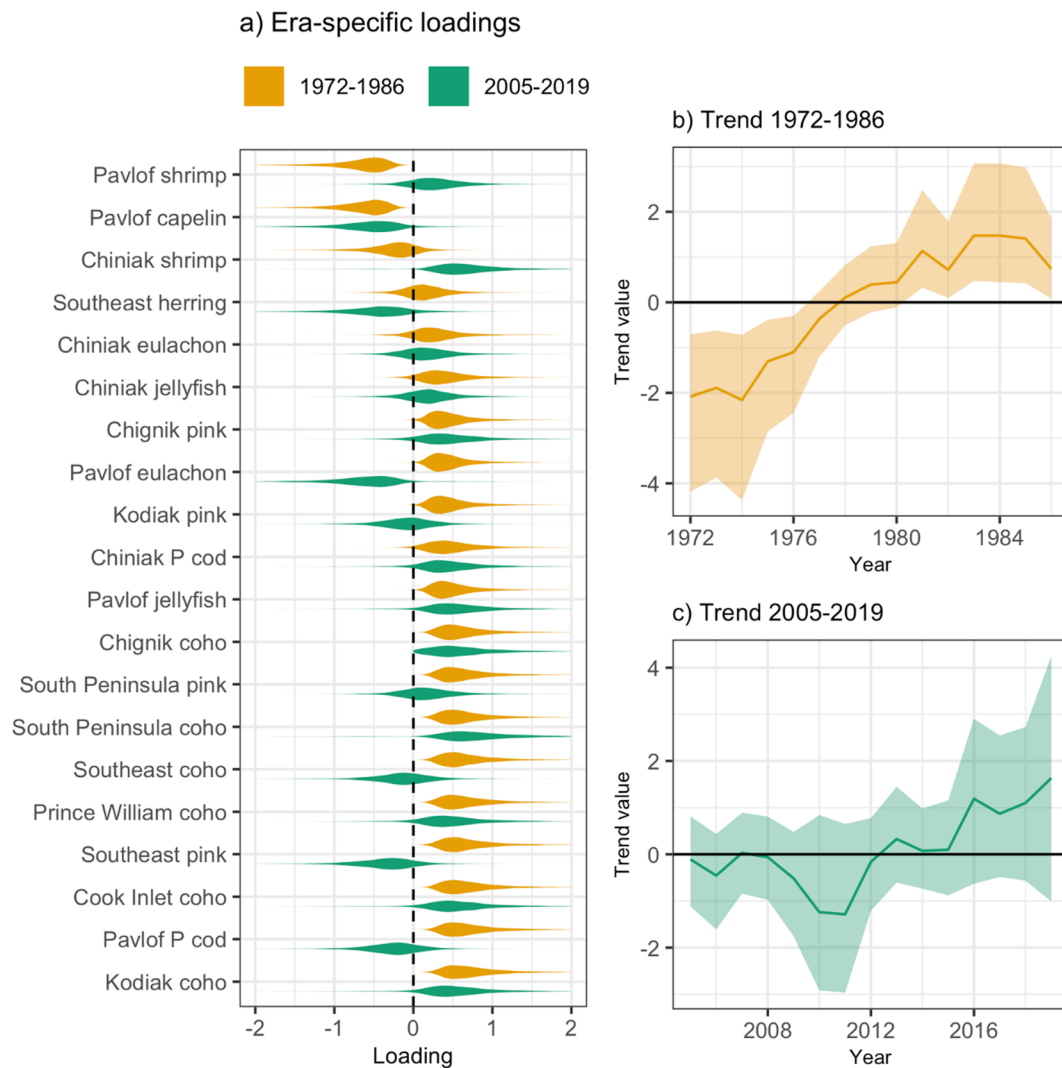 a) Era-specific loadings
1972-1986
2005-2019
Pavlof shrimp
Pavlof capelin
Chiniak shrimp
Southeast herring
Chiniak eulachon
Chiniak jellyfish
Chignik pink
Pavlof eulachon
Kodiak pink
Chiniak P cod
Pavlof jellyfish
Chignik coho
South Peninsula pink
South Peninsula coho
Southeast coho
Prince William coho
Southeast pink
Cook Inlet coho
Pavlof P cod
Kodiak coho
-2 -1 0 1 2
Loading
b) Trend 1972-1986
Trend value
2
0
-2
-4
1972 1976 1980 1984
Year
c) Trend 2005-2019
Trend value
4
2
0
-2
2008 2012 2016
Year